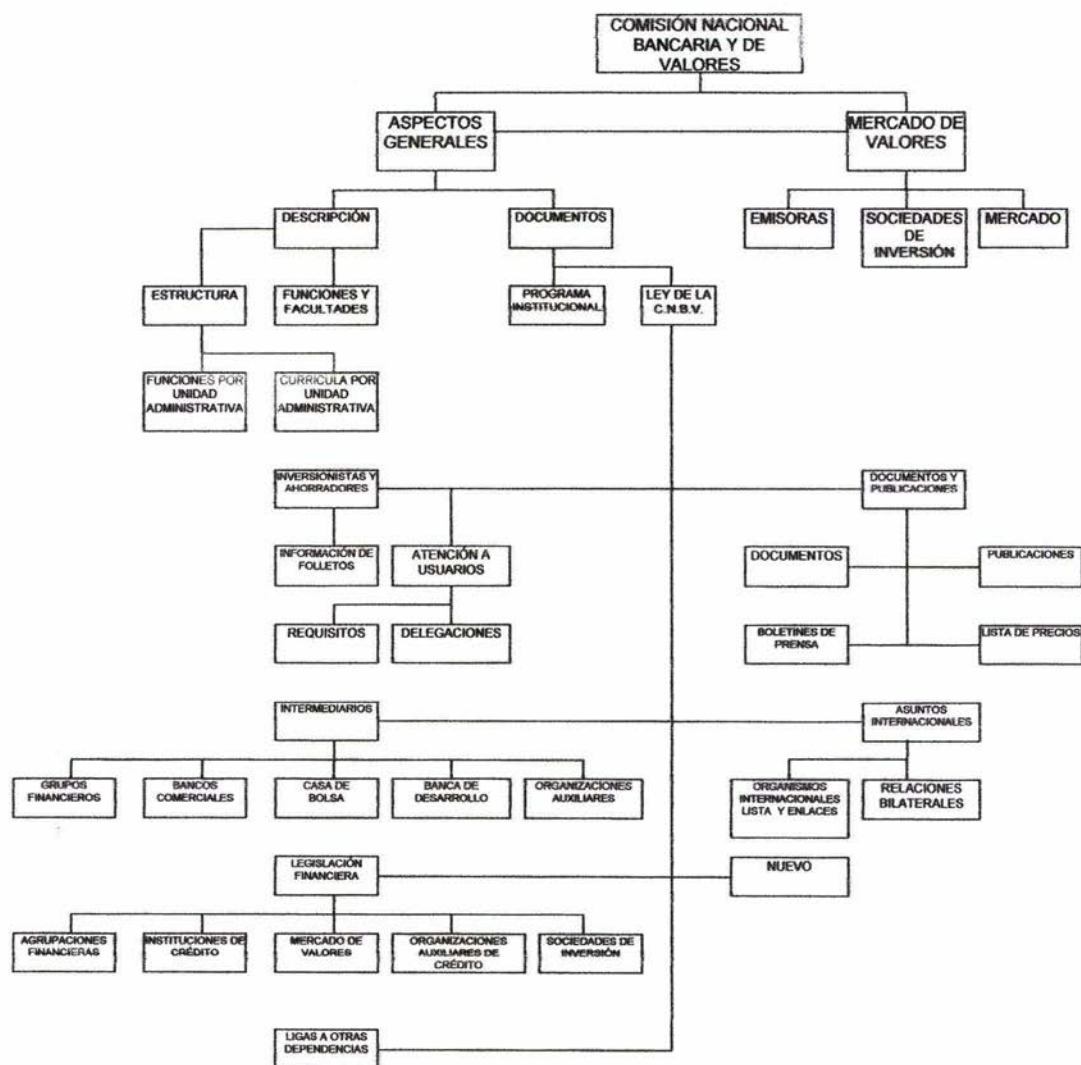 COMISIÓN NACIONAL
BANCARIA Y DE
VALORES
ASPECTOS
GENERALES
MERCADO DE
VALORES
DESCRIPCIÓN
DOCUMENTOS
EMISORAS
SOCIEDADES
DE
INVERSIÓN
MERCADO
ESTRUCTURA
FUNCIONES Y
FACULTADES
PROGRAMA
INSTITUCIONAL
LEY DE LA
C.N.B.V.
FUNCIONES POR
UNIDAD
ADMINISTRATIVA
CURRICULA POR
UNIDAD
ADMINISTRATIVA
INVERSIONISTAS Y
AHORRADORES
DOCUMENTOS Y
PUBLICACIONES
INFORMACIÓN DE
FOLLETOS
ATENCIÓN A
USUARIOS
DOCUMENTOS
PUBLICACIONES
REQUISITOS
DELEGACIONES
BOLETINES DE
PRENSA
LISTA DE PRECIOS
INTERMEDIARIOS
ASUNTOS
INTERNACIONALES
GRUPOS
FINANCIEROS
BANCOS
COMERCIALES
CASA DE
BOLSA
BANCA DE
DESARROLLO
ORGANIZACIONES
AUXILIARES
ORGANISMOS
INTERNACIONALES
LISTA Y ENLACES
RELACIONES
BILATERALES
LEGISLACIÓN
FINANCIERA
NUEVO
AGRUPACIONES
FINANCIERAS
INSTITUCIONES DE
CRÉDITO
MERCADO DE
VALORES
ORGANIZACIONES
AUXILIARES DE
CRÉDITO
SOCIEDADES DE
INVERSIÓN
LIGAS A OTRAS
DEPENDENCIAS